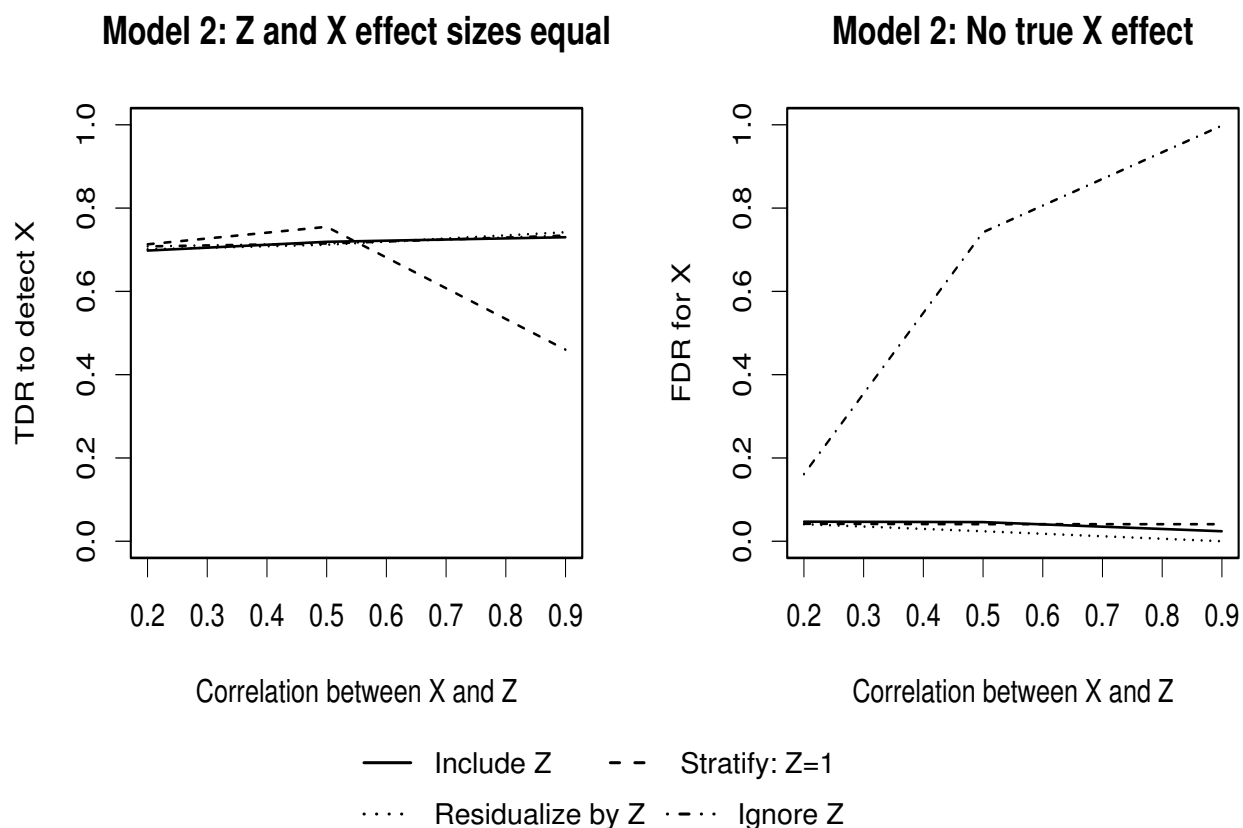 Model 2: Z and X effect sizes equal
TDR to detect X
1.0
0.8
0.6
0.4
0.2
0.0
0.2 0.3 0.4 0.5 0.6 0.7 0.8 0.9
Correlation between X and Z
Model 2: No true X effect
FDR for X
1.0
0.8
0.6
0.4
0.2
0.0
0.2 0.3 0.4 0.5 0.6 0.7 0.8 0.9
Correlation between X and Z
Include Z Stratify: Z=1
Residualize by Z Ignore Z